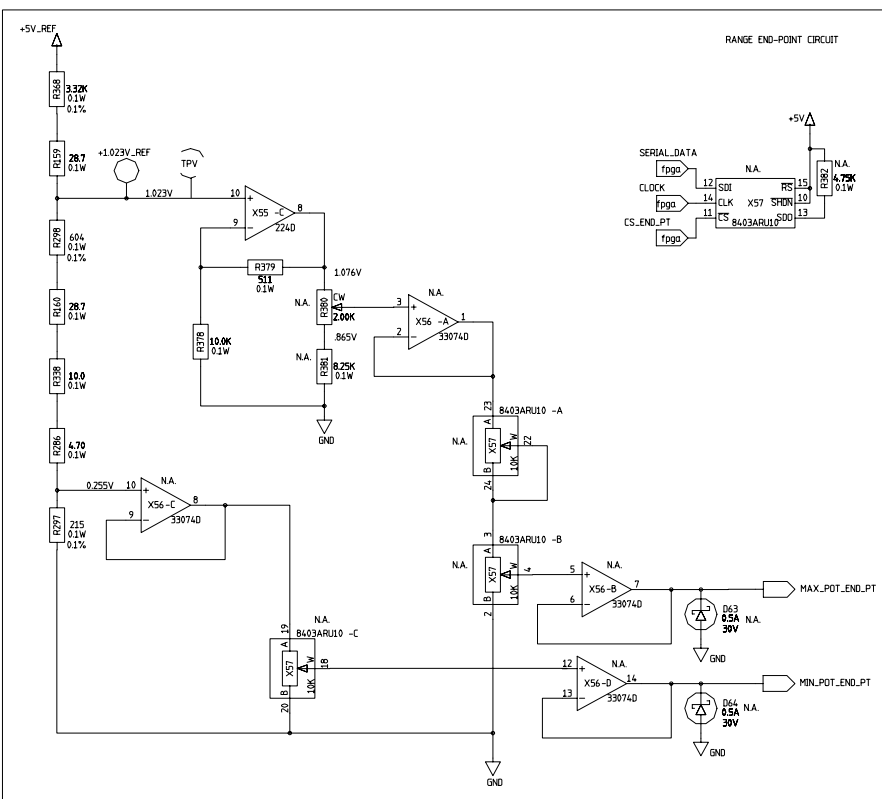 +5V_REF
RANGE END-POINT CIRCUIT
R368
3.32K
0.1W
0.1%
R159
28.7
0.1W
+1.023V_REF
TPV
1.023V
R298
604
0.1W
0.1%
R160
28.7
0.1W
R338
10.0
0.1W
R286
4.70
0.1W
0.255V
R297
215
0.1W
0.1%
10
+
9
-
8
X55 -C
224D
R379
511
0.1W
R378
10.0K
0.1W
1.076V
N.A.
R380
CW
2.00K
.865V
N.A.
R381
8.25K
0.1W
GND
N.A.
3
+
2
-
1
X56 -A
33074D
+5V
SERIAL_DATA
fpga
CLOCK
fpga
CS_END_PT
fpga
N.A.
12 SDI
14 CLK
11 CS
RS 15
SHDN 10
SDO 13
X57
8403ARU10
R382
N.A.
4.75K
0.1W
23
8403ARU10 -A
N.A.
A
X57
W
22
B
10K
24
3
8403ARU10 -B
N.A.
A
X57
W
4
B
10K
2
N.A.
5
+
6
-
7
X56-B
33074D
MAX_POT_END_PT
D63
0.5A
30V
N.A.
GND
N.A.
10
+
9
-
8
X56-C
33074D
N.A.
19
8403ARU10 -C
A
X57
W
18
B
10K
20
N.A.
12
+
13
-
14
X56-D
33074D
MIN_POT_END_PT
D64
0.5A
30V
N.A.
GND
GND